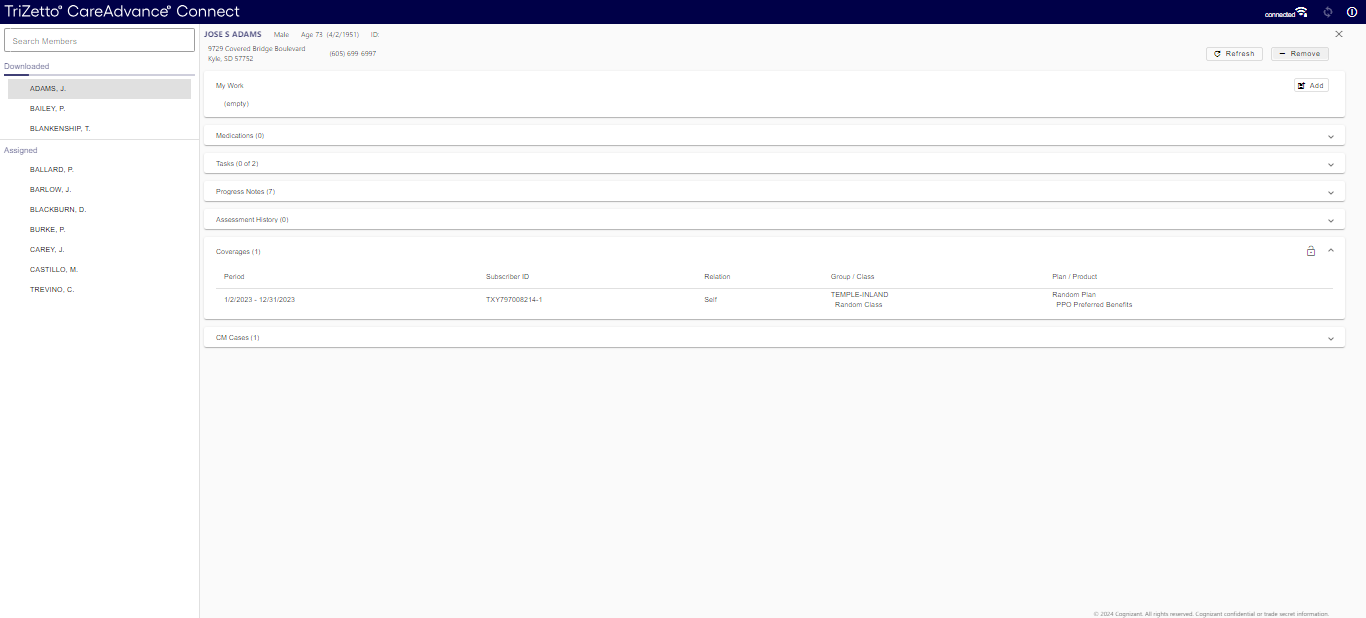 TriZetto® CareAdvance® Connect
connected
Search Members
Downloaded
ADAMS, J.
BAILEY, P.
BLANKENSHIP, T.
Assigned
BALLARD, P.
BARLOW, J.
BLACKBURN, D.
BURKE, P.
CAREY, J.
CASTILLO, M.
TREVINO, C.
JOSE S ADAMS Male Age 73 (4/2/1951) ID:
9729 Covered Bridge Boulevard
Kyle, SD 57752
(605) 699-6997
Refresh
Remove
My Work
Add
(empty)
Medications (0)
Tasks (0 of 2)
Progress Notes (7)
Assessment History (0)
Coverages (1)
Period Subscriber ID Relation Group / Class Plan / Product
1/2/2023 - 12/31/2023 TXY797008214-1 Self TEMPLE-INLAND Random Plan
Random Class PPO Preferred Benefits
CM Cases (1)
© 2024 Cognizant. All rights reserved. Cognizant confidential or trade secret information.